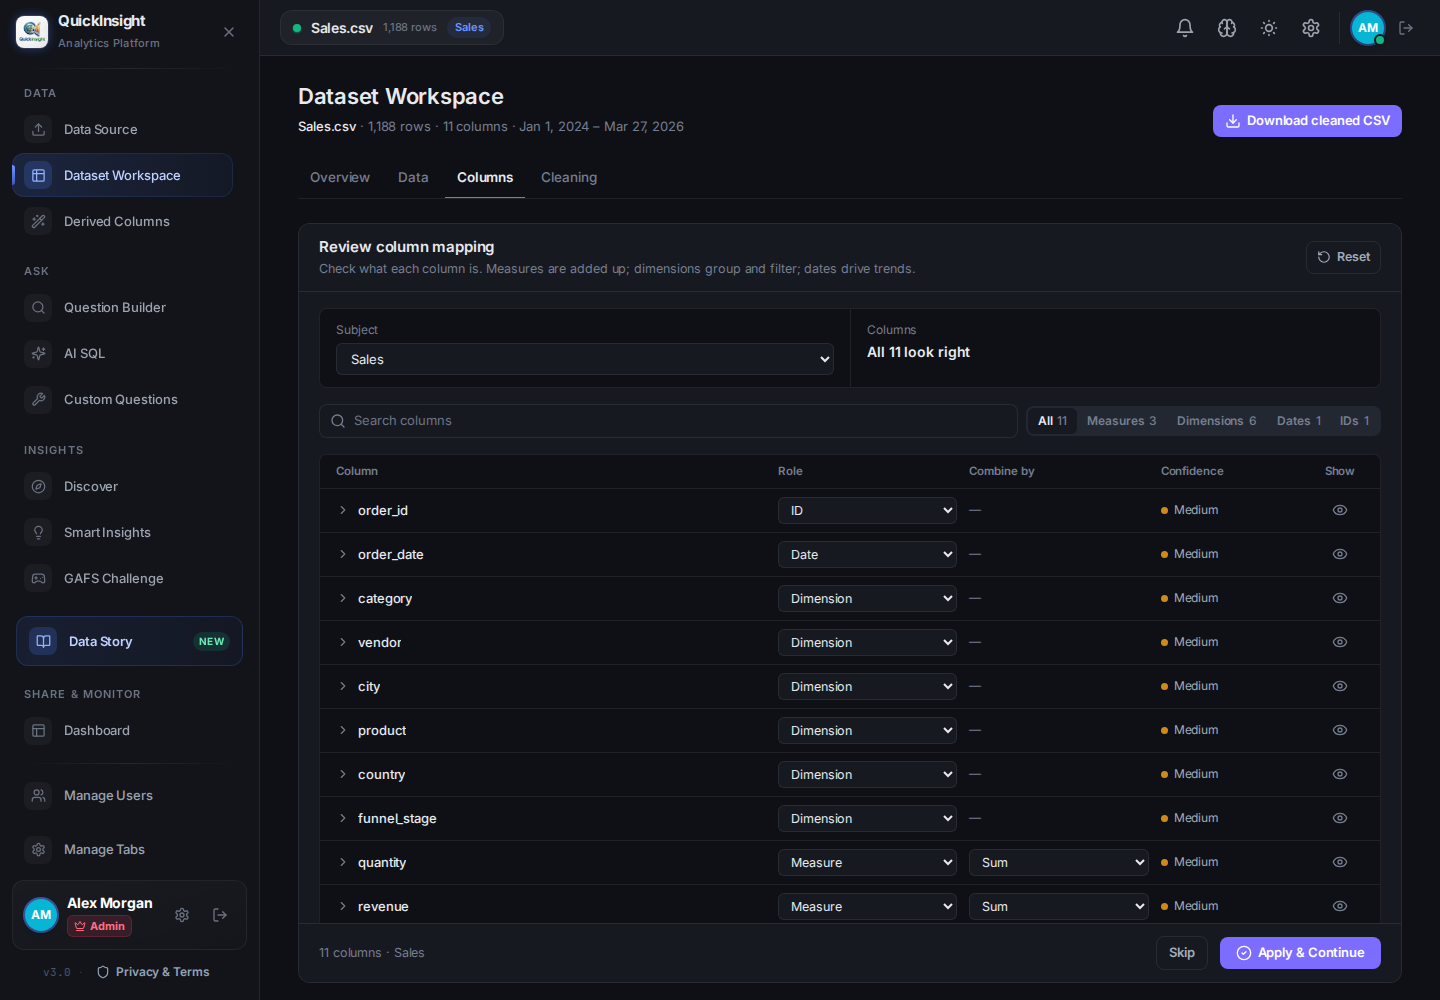 QuickInsight
Analytics Platform
DATA
Data Source
Dataset Workspace
Derived Columns
ASK
Question Builder
AI SQL
Custom Questions
INSIGHTS
Discover
Smart Insights
GAFS Challenge
Data Story NEW
SHARE & MONITOR
Dashboard
Manage Users
Manage Tabs
AM Alex Morgan
Admin
v3.0 · Privacy & Terms
Sales.csv 1,188 rows Sales
AM
Dataset Workspace
Sales.csv · 1,188 rows · 11 columns · Jan 1, 2024 – Mar 27, 2026
Download cleaned CSV
Overview Data Columns Cleaning
Review column mapping
Check what each column is. Measures are added up; dimensions group and filter; dates drive trends.
Reset
Subject
Sales
Columns
All 11 look right
Search columns
All 11 Measures 3 Dimensions 6 Dates 1 IDs 1
Column Role Combine by Confidence Show
order_id ID — Medium
order_date Date — Medium
category Dimension — Medium
vendor Dimension — Medium
city Dimension — Medium
product Dimension — Medium
country Dimension — Medium
funnel_stage Dimension — Medium
quantity Measure Sum Medium
revenue Measure Sum Medium
11 columns · Sales
Skip
Apply & Continue